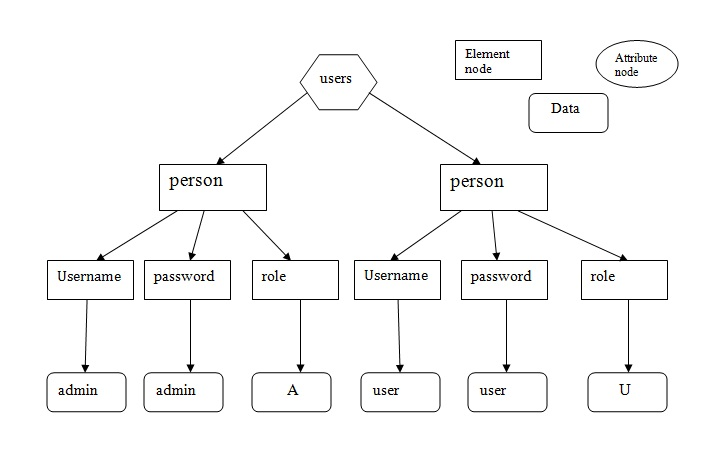 users
Element
node
Attribute
node
Data
person
person
Username
password
role
Username
password
role
admin
admin
A
user
user
U